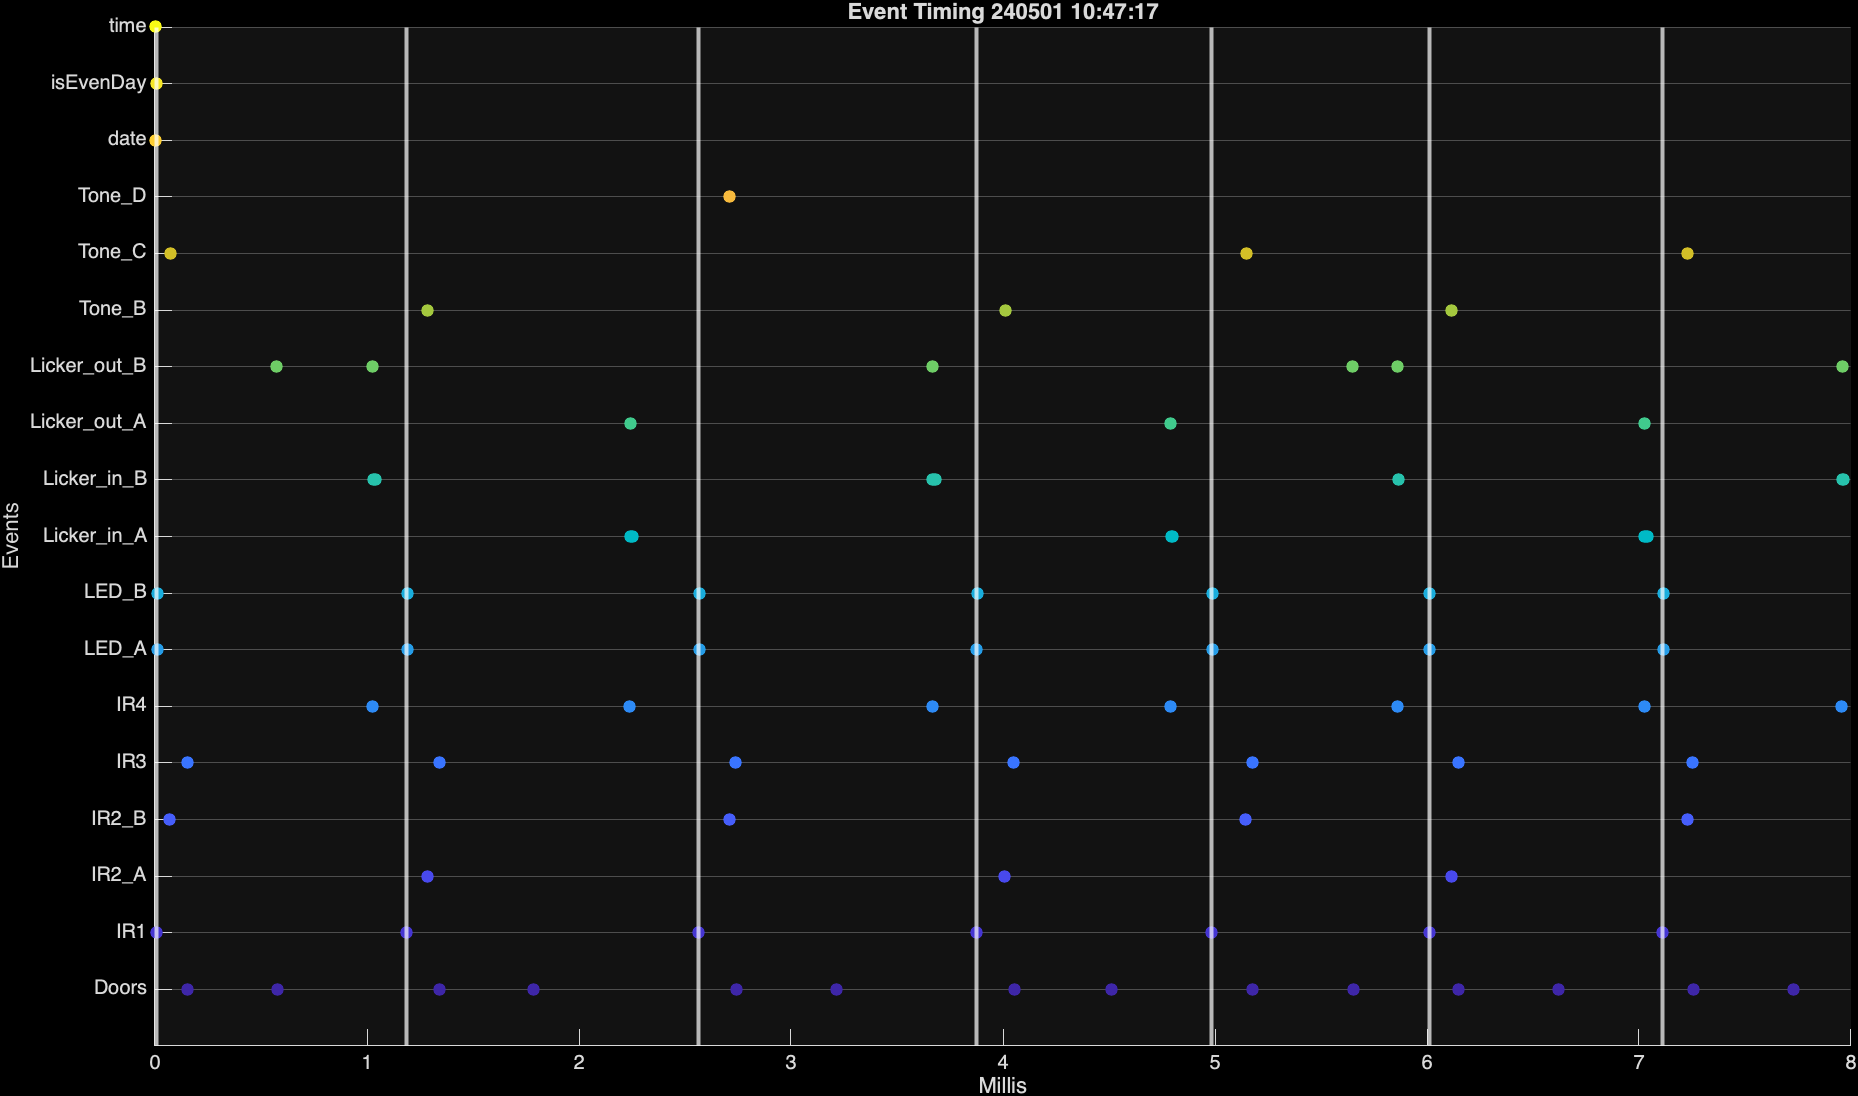 Event Timing 240501 10:47:17
time
isEvenDay
date
Tone_D
Tone_C
Tone_B
Licker_out_B
Licker_out_A
Licker_in_B
Licker_in_A
LED_B
LED_A
IR4
IR3
IR2_B
IR2_A
IR1
Doors
Events
0 1 2 3 4 5 6 7 8
Millis